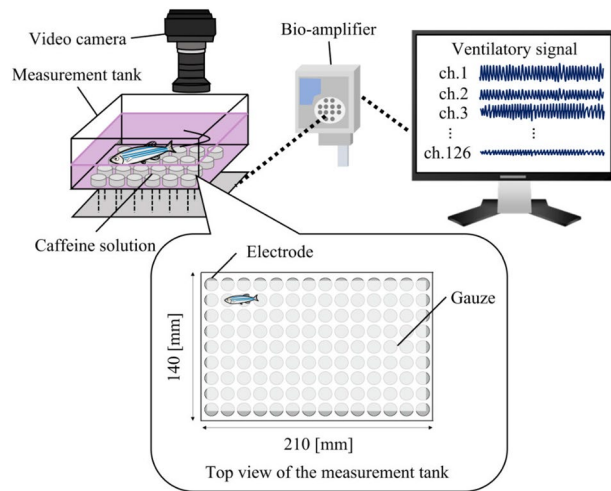 Video camera
Bio-amplifier
Measurement tank
Ventilatory signal
ch.1
ch.2
ch.3
⋮ ⋮
ch.126
Caffeine solution
Electrode
Gauze
140 [mm]
210 [mm]
Top view of the measurement tank